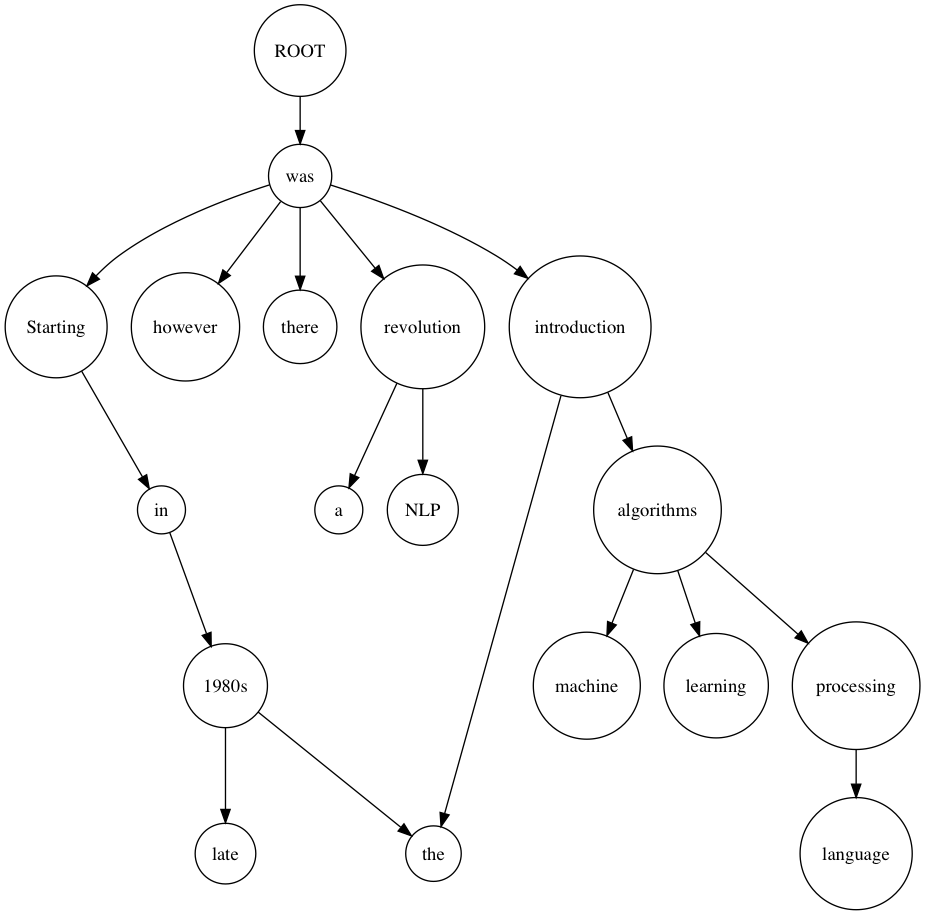 ROOT
was
Starting
however
there
revolution
introduction
in
a
NLP
algorithms
1980s
machine
learning
processing
late
the
language